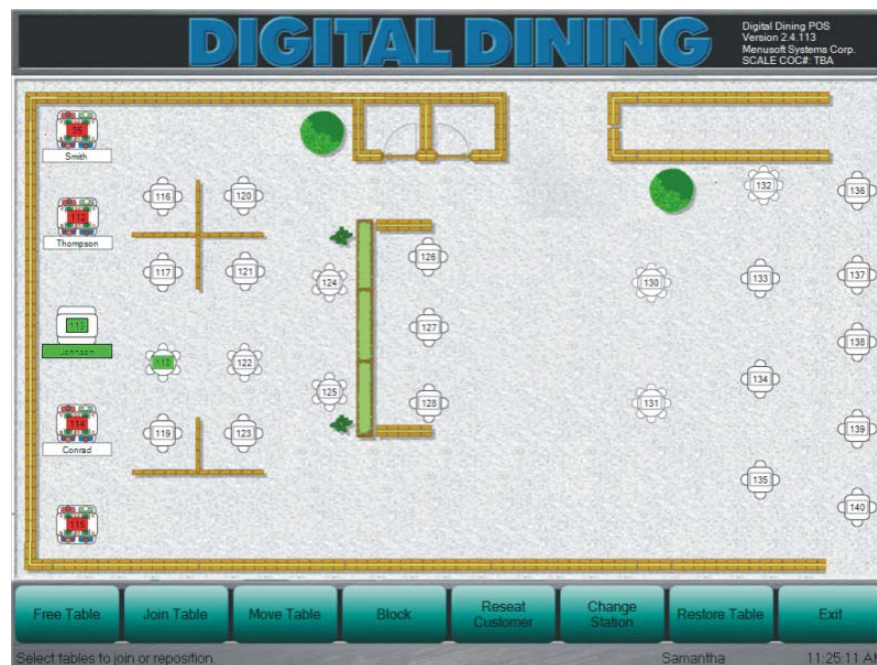 DIGITAL DINING
Digital Dining POS
Version 2.4.113
Menusoft Systems Corp.
SCALE COC#: TBA
Smith
112
Thompson
113
Johnson
114
Conrad
115
116
120
117
121
118
122
119
123
124
125
126
127
128
130
131
132
133
134
135
136
137
138
139
140
Free Table
Join Table
Move Table
Block
Reseat
Customer
Change
Station
Restore Table
Exit
Select tables to join or reposition.
Samantha